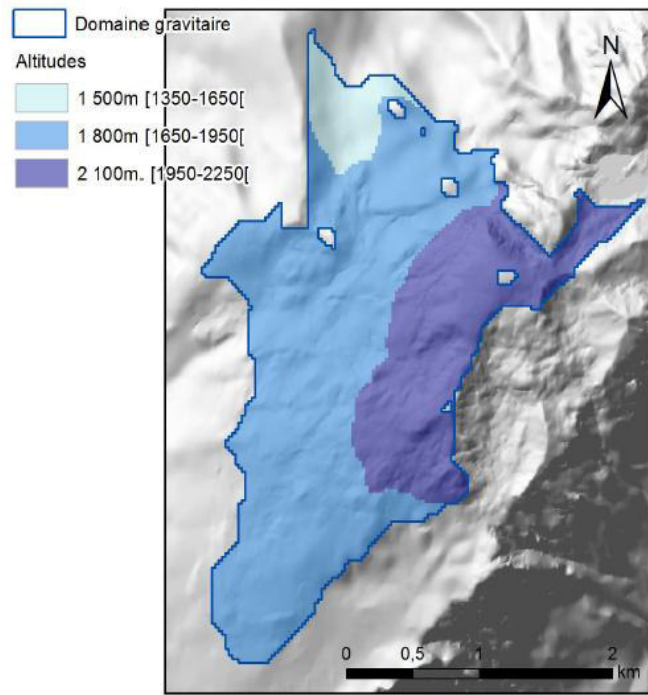 Domaine gravitaire
Altitudes
1 500m [1350-1650[
1 800m [1650-1950[
2 100m. [1950-2250[
N
0 0,5 1 2
km